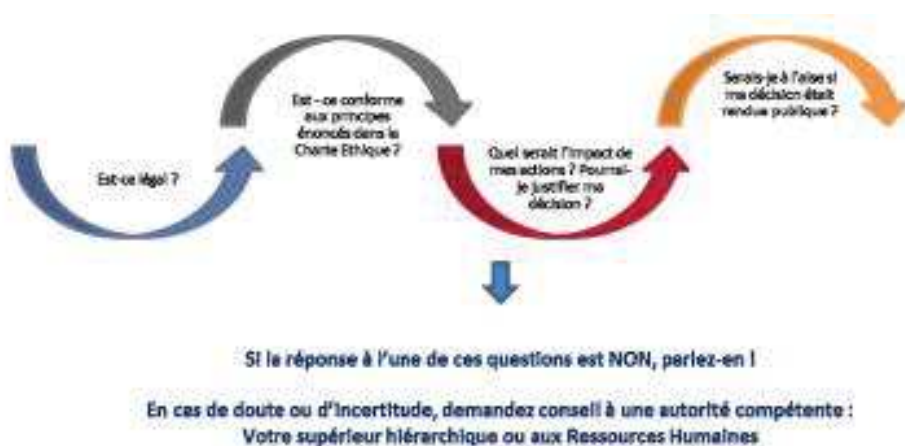 Est-ce légal ?
Est - ce conforme
aux principes
énoncés dans la
Charte Ethique ?
Quel serait l'impact de
mes actions ? Pourrai-
je justifier ma
décision ?
Serais-je à l'aise si
ma décision était
rendue publique ?
Si la réponse à l'une de ces questions est NON, parlez-en !
En cas de doute ou d'incertitude, demandez conseil à une autorité compétente :
Votre supérieur hiérarchique ou aux Ressources Humaines